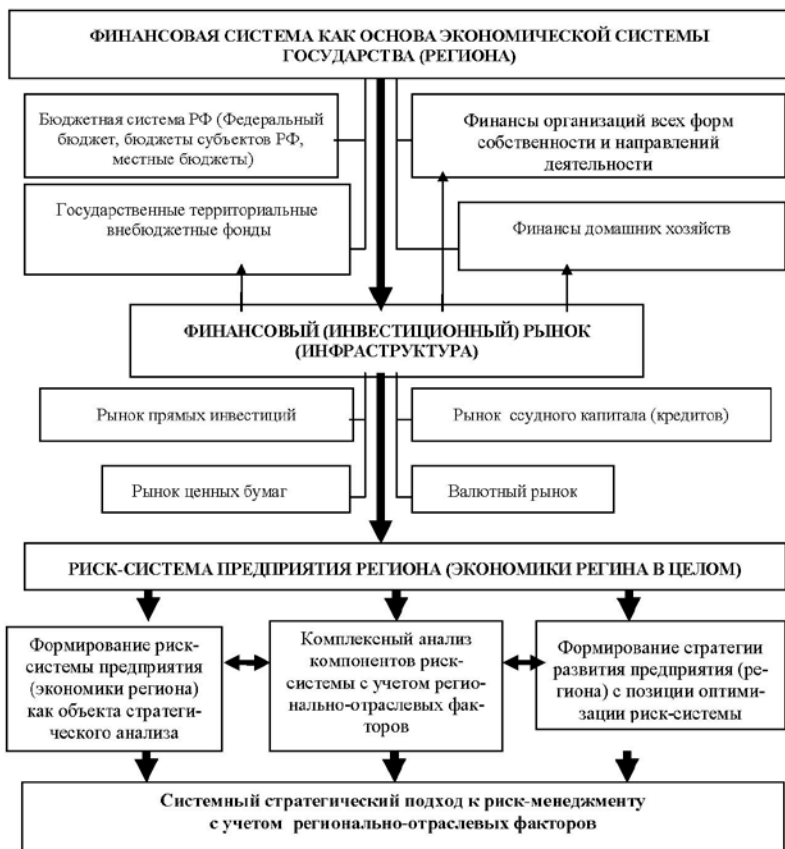 ФИНАНСОВАЯ СИСТЕМА КАК ОСНОВА ЭКОНОМИЧЕСКОЙ СИСТЕМЫ
ГОСУДАРСТВА (РЕГИОНА)
Бюджетная система РФ (Федеральный
бюджет, бюджеты субъектов РФ,
местные бюджеты)
Финансы организаций всех форм
собственности и направлений
деятельности
Государственные территориальные
внебюджетные фонды
Финансы домашних хозяйств
ФИНАНСОВЫЙ (ИНВЕСТИЦИОННЫЙ) РЫНОК
(ИНФРАСТРУКТУРА)
Рынок прямых инвестиций
Рынок ссудного капитала (кредитов)
Рынок ценных бумаг
Валютный рынок
РИСК-СИСТЕМА ПРЕДПРИЯТИЯ РЕГИОНА (ЭКОНОМИКИ РЕГИНА В ЦЕЛОМ)
Формирование риск-
системы предприятия
(экономики региона)
как объекта страте-
гического анализа
Комплексный анализ
компонентов риск-
системы с учетом регио-
нально-отраслевых фак-
торов
Формирование стратегии
развития предприятия (ре-
гиона) с позиции оптими-
зации риск-системы
Системный стратегический подход к риск-менеджменту
с учетом регионально-отраслевых факторов